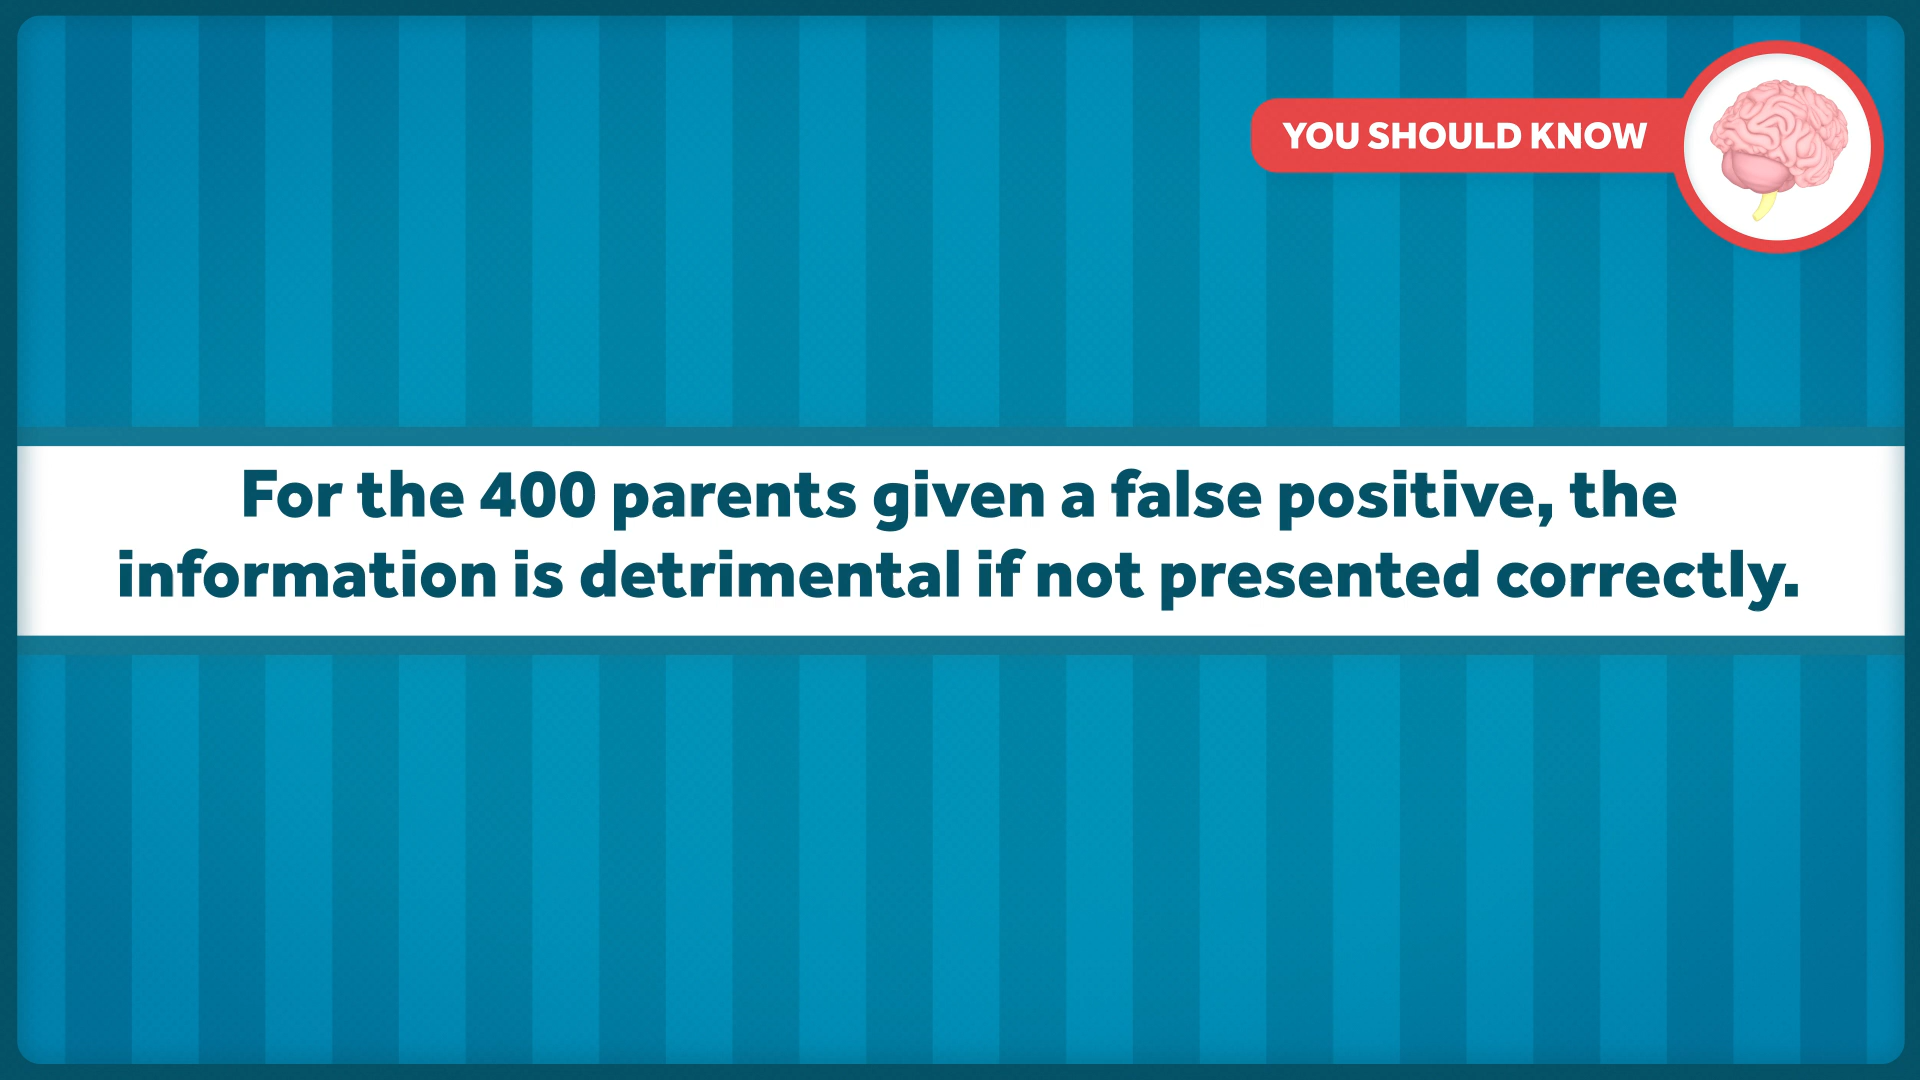 YOU SHOULD KNOW
For the 400 parents given a false positive, the
information is detrimental if not presented correctly.